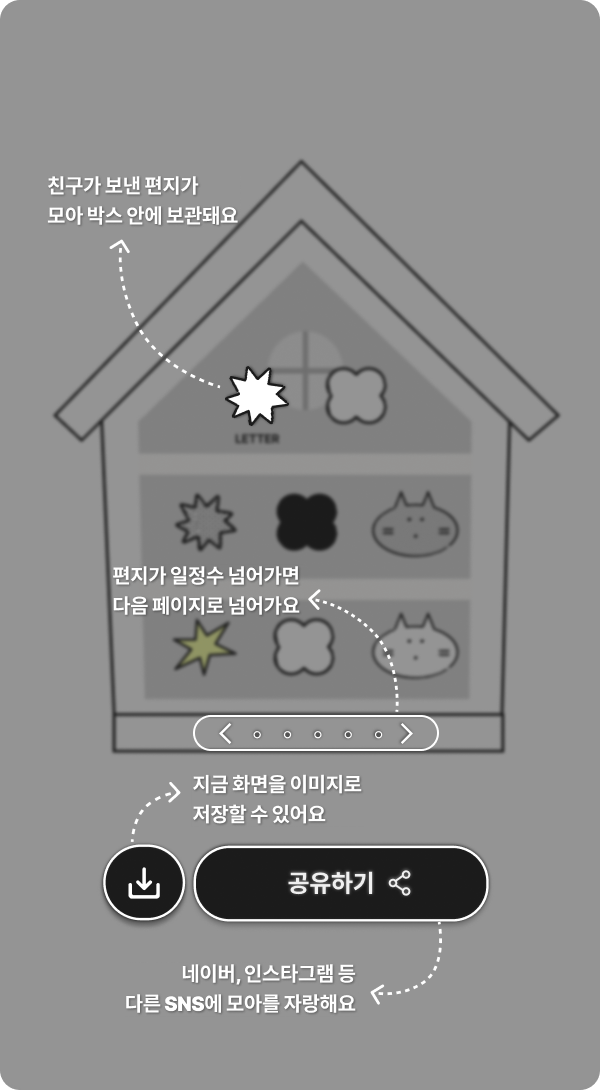 친구가 보낸 편지가
모아 박스 안에 보관돼요
LETTER
편지가 일정수 넘어가면
다음 페이지로 넘어가요
지금 화면을 이미지로
저장할 수 있어요
공유하기
네이버, 인스타그램 등
다른 SNS에 모아를 자랑해요